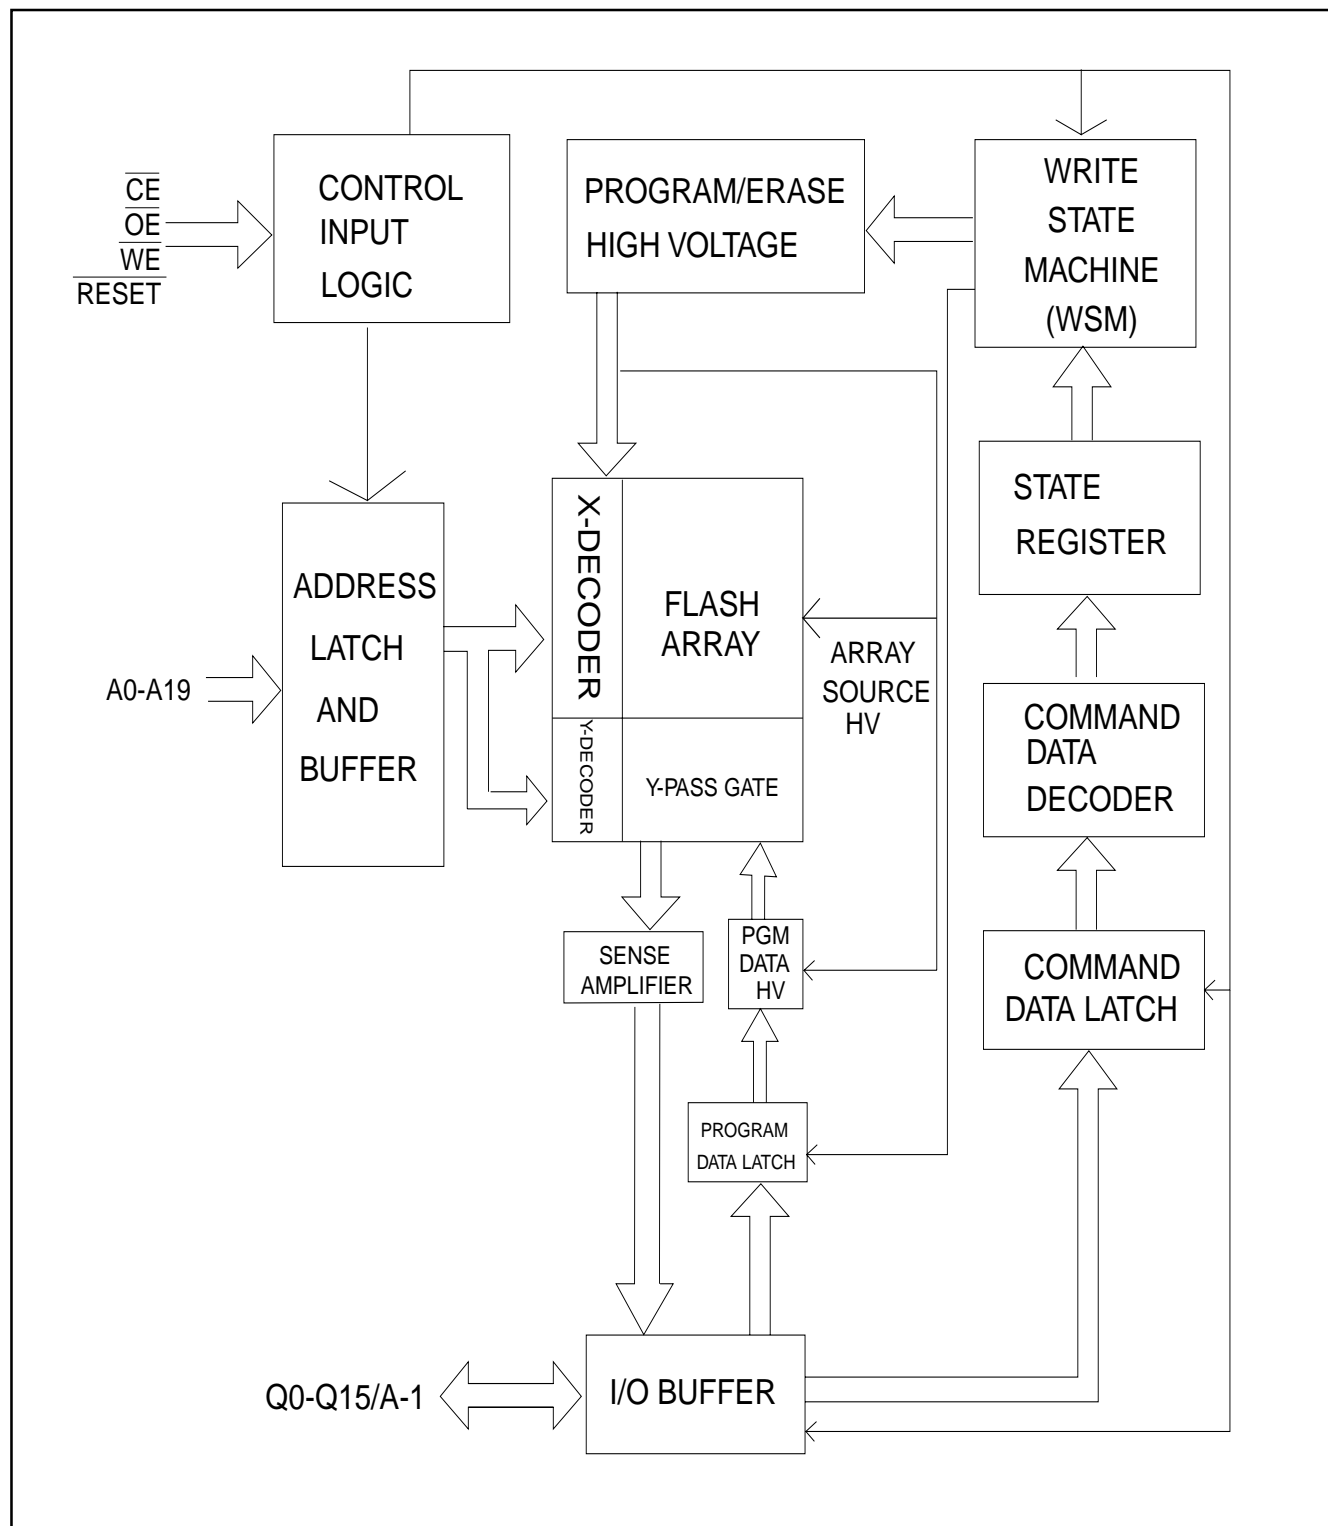 CE
OE
WE
RESET
CONTROL
INPUT
LOGIC
PROGRAM/ERASE
HIGH VOLTAGE
WRITE
STATE
MACHINE
(WSM)
STATE
REGISTER
ADDRESS
LATCH
AND
BUFFER
A0-A19
X-DECODER
FLASH
ARRAY
ARRAY
SOURCE
HV
Y-DECODER
Y-PASS GATE
COMMAND
DATA
DECODER
SENSE
AMPLIFIER
PGM
DATA
HV
COMMAND
DATA LATCH
PROGRAM
DATA LATCH
Q0-Q15/A-1
I/O BUFFER